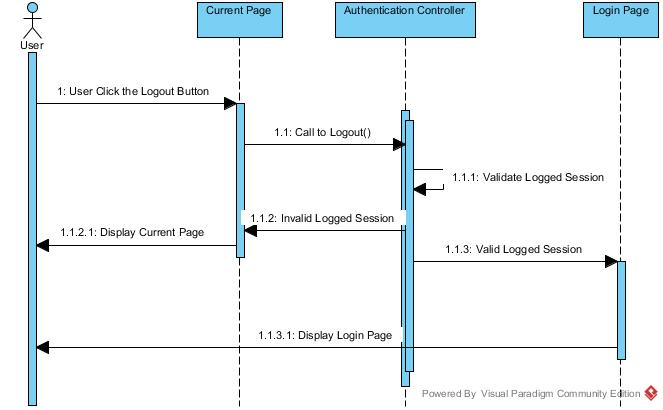 Current Page
Authentication Controller
Login Page
User
1: User Click the Logout Button
1.1: Call to Logout()
1.1.1: Validate Logged Session
1.1.2: Invalid Logged Session
1.1.2.1: Display Current Page
1.1.3: Valid Logged Session
1.1.3.1: Display Login Page
Powered By Visual Paradigm Community Edition